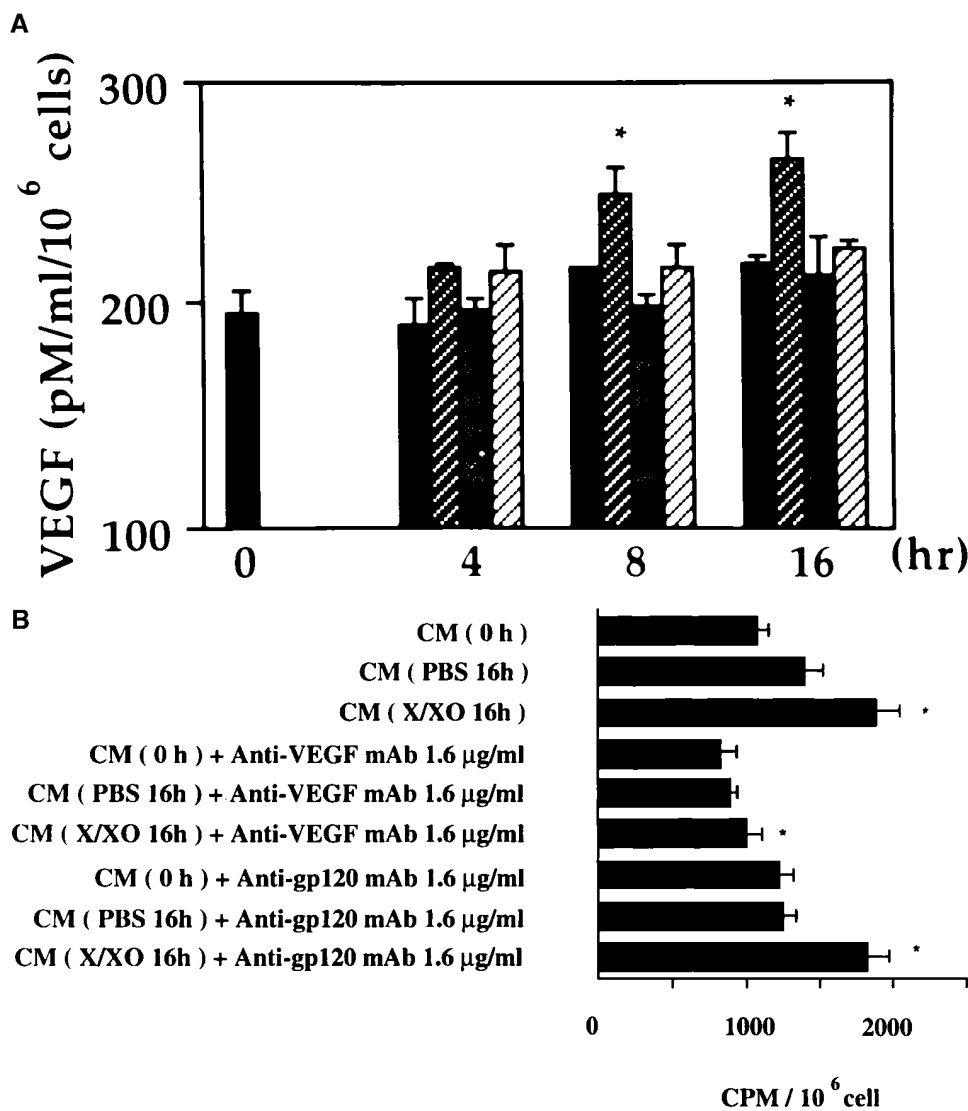 A
VEGF (pM/ml/10 6 cells)
300
200
100
*
*
0 4 8 16 (hr)
B
CM ( 0 h )
CM ( PBS 16h )
CM ( X/XO 16h ) *
CM ( 0 h ) + Anti-VEGF mAb 1.6 µg/ml
CM ( PBS 16h ) + Anti-VEGF mAb 1.6 µg/ml
CM ( X/XO 16h ) + Anti-VEGF mAb 1.6 µg/ml *
CM ( 0 h ) + Anti-gp120 mAb 1.6 µg/ml
CM ( PBS 16h ) + Anti-gp120 mAb 1.6 µg/ml
CM ( X/XO 16h ) + Anti-gp120 mAb 1.6 µg/ml *
0 1000 2000
CPM / 10 6 cell